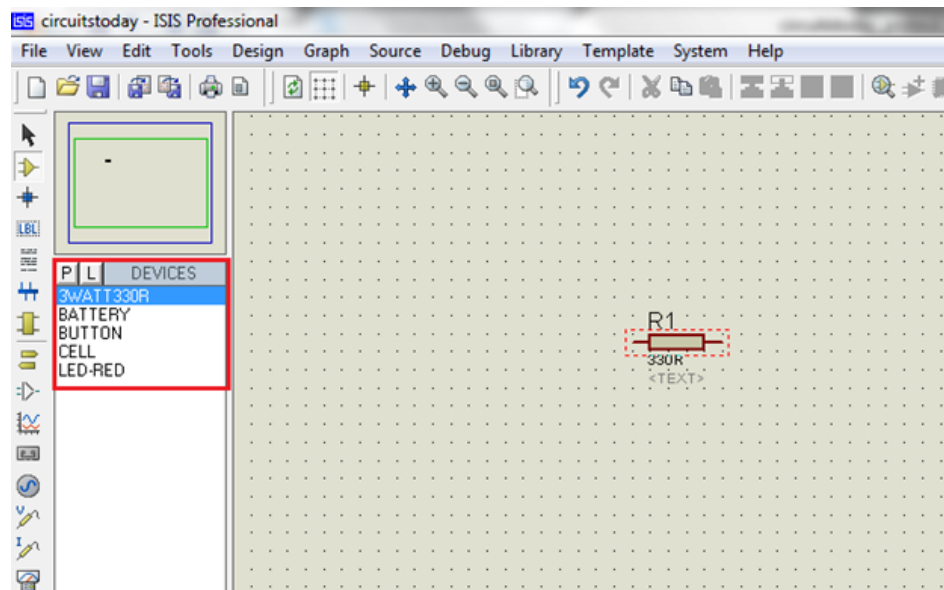 ISIS circuitstoday - ISIS Professional
File View Edit Tools Design Graph Source Debug Library Template System Help
LBL
P L DEVICES
3WATT330R
BATTERY
BUTTON
CELL
LED-RED
R1
330R
<TEXT>
V
I